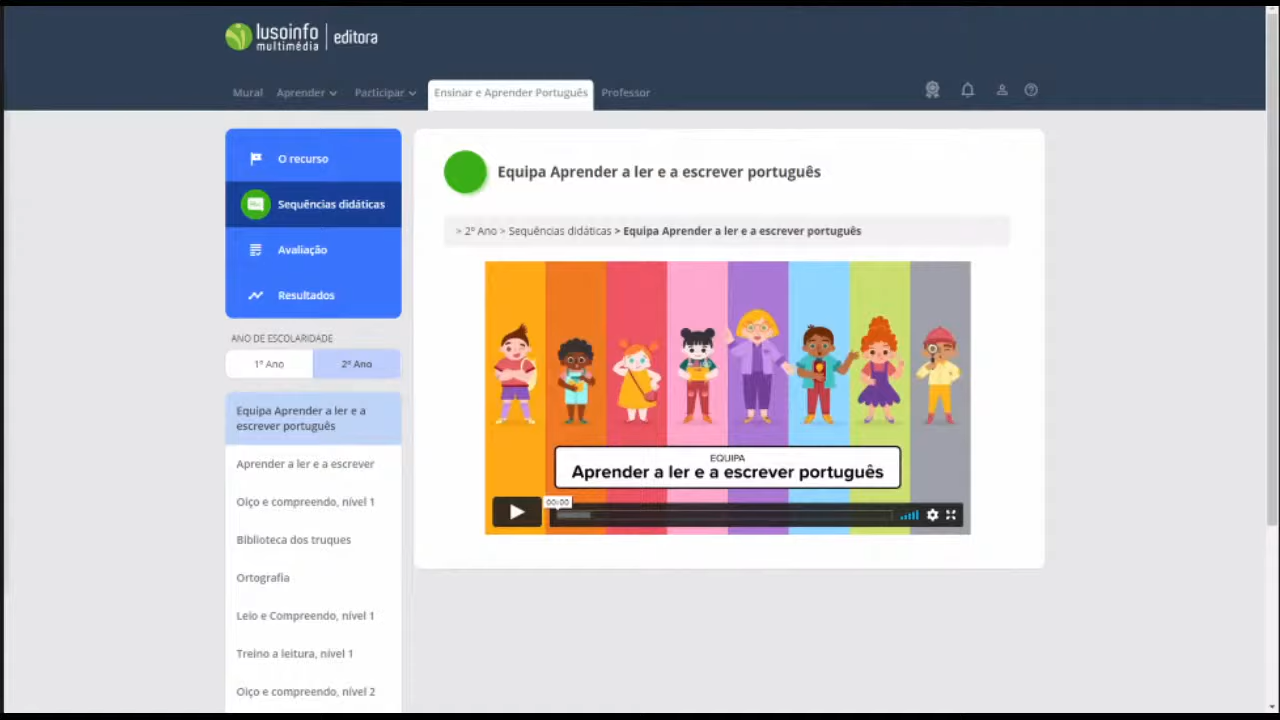 lusoinfo
multimédia
editora
Mural
Aprender
Participar
Ensinar e Aprender Português
Professor
O recurso
Sequências didáticas
Avaliação
Resultados
ANO DE ESCOLARIDADE
1º Ano
2º Ano
Equipa Aprender a ler e a
escrever português
Aprender a ler e a escrever
Oiço e compreendo, nível 1
Biblioteca dos truques
Ortografia
Leio e Compreendo, nível 1
Treino a leitura, nível 1
Oiço e compreendo, nível 2
Equipa Aprender a ler e a escrever português
> 2º Ano > Sequências didáticas > Equipa Aprender a ler e a escrever português
EQUIPA
Aprender a ler e a escrever português
00:00